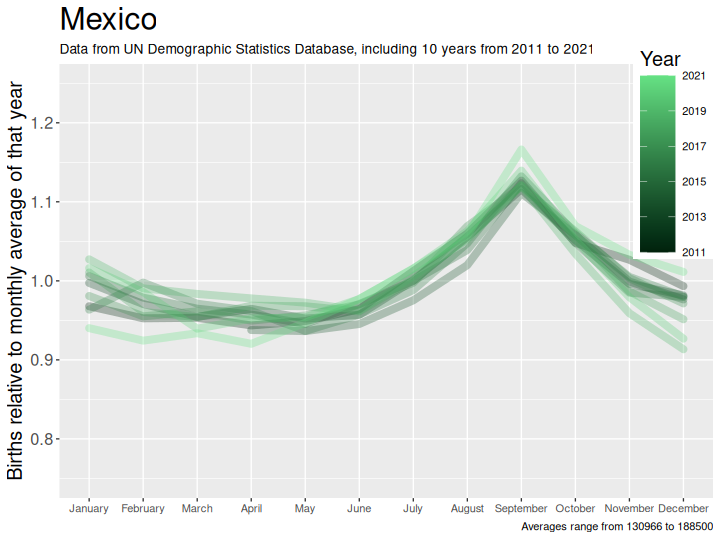 Mexico
Data from UN Demographic Statistics Database, including 10 years from 2011 to 2021
Year
2021
2019
2017
2015
2013
2011
Births relative to monthly average of that year
1.2
1.1
1.0
0.9
0.8
January February March April May June July August September October November December
Averages range from 130966 to 188500